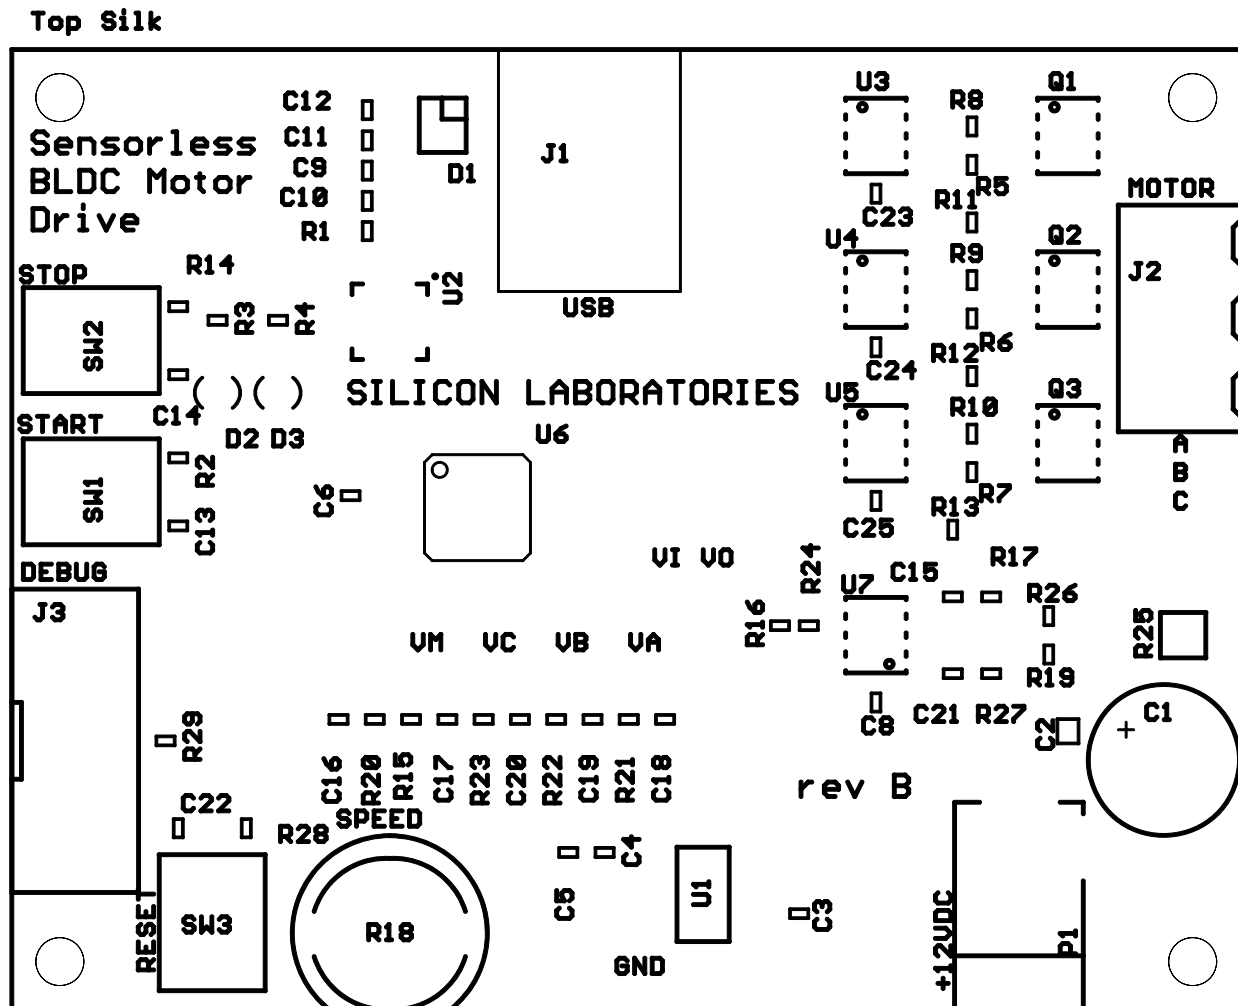 Top Silk
C12
C11
C9
C10
R1
D1
J1
USB
U3
R8
Q1
Sensorless
BLDC Motor
Drive
R5
R11
C23
MOTOR
U4
R9
Q2
J2
STOP
R14
SW2
R3
R4
U2
R6
R12
C24
SILICON LABORATORIES
U5
R10
Q3
C14
D2
D3
U6
START
SW1
R2
C13
C6
A
B
C
R7
R13
C25
VI VO
R24
R16
U7
C15
R17
R26
R25
R19
DEBUG
J3
VM
VC
VB
VA
R29
C8
C21
R27
C2
C1
C16
R20
R15
C17
R23
C20
R22
C19
R21
C18
rev B
C22
R28
SPEED
R18
RESET
SW3
C5
C4
U1
C3
GND
+12VDC
P1